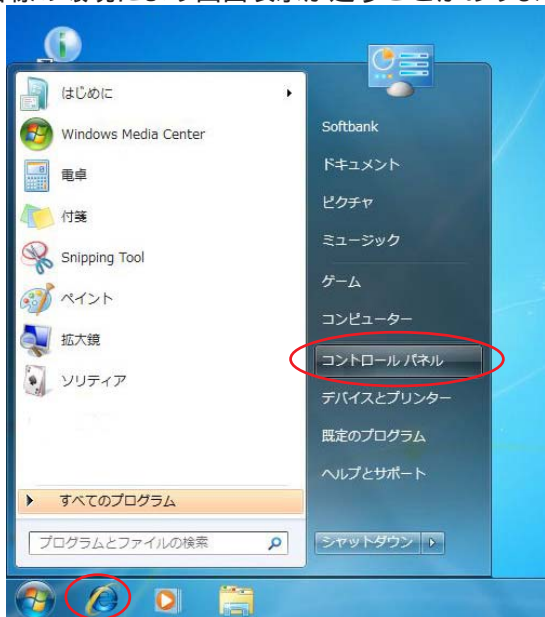 はじめに
Windows Media Center
電卓
付箋
Snipping Tool
ペイント
拡大鏡
ソリティア
すべてのプログラム
プログラムとファイルの検索
Softbank
ドキュメント
ピクチャ
ミュージック
ゲーム
コンピューター
コントロール パネル
デバイスとプリンター
既定のプログラム
ヘルプとサポート
シャットダウン